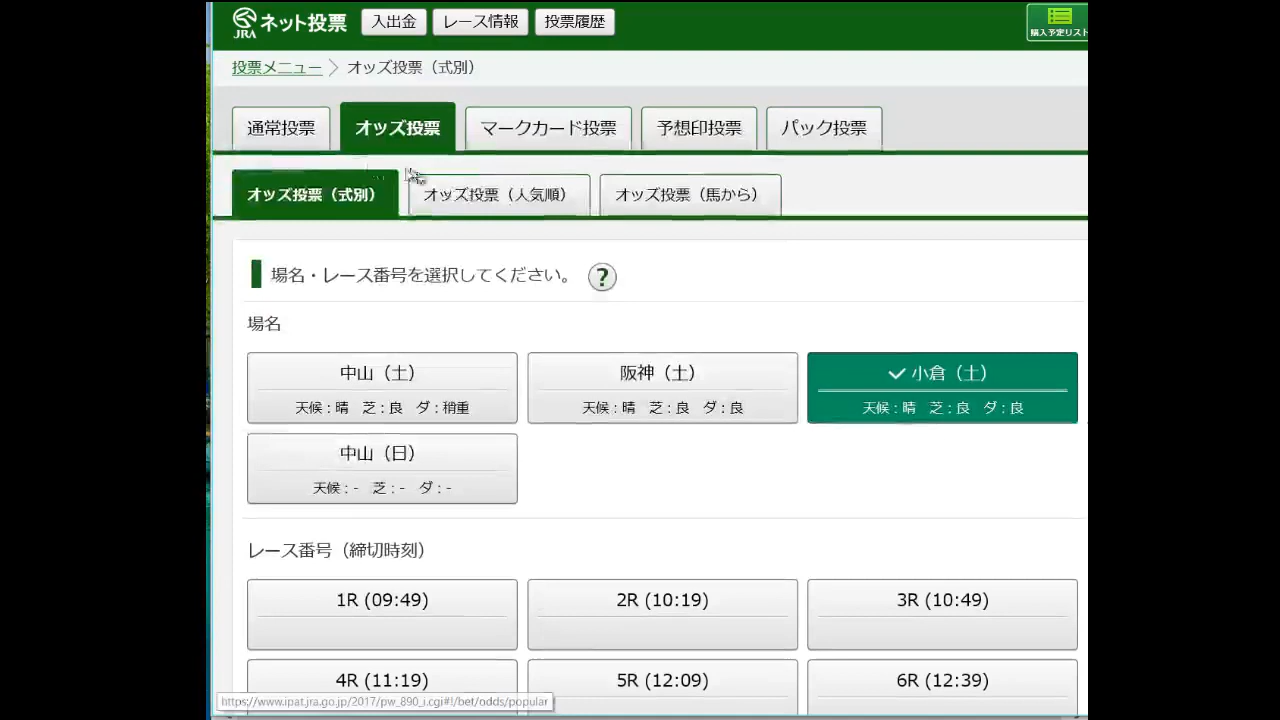 JRA ネット投票 入出金 レース情報 投票履歴 購入予定リスト
投票メニュー > オッズ投票（式別）
通常投票 オッズ投票 マークカード投票 予想印投票 パック投票
オッズ投票（式別） オッズ投票（人気順） オッズ投票（馬から）
場名・レース番号を選択してください。 ?
場名
中山（土） 阪神（土） 小倉（土）
天候：晴 芝：良 ダ：稍重 天候：晴 芝：良 ダ：良 天候：晴 芝：良 ダ：良
中山（日）
天候：- 芝：- ダ：-
レース番号（締切時刻）
1R (09:49) 2R (10:19) 3R (10:49)
4R (11:19) 5R (12:09) 6R (12:39)
https://www.ipat.jra.go.jp/2017/pw_890_i.cgi#!/bet/odds/popular